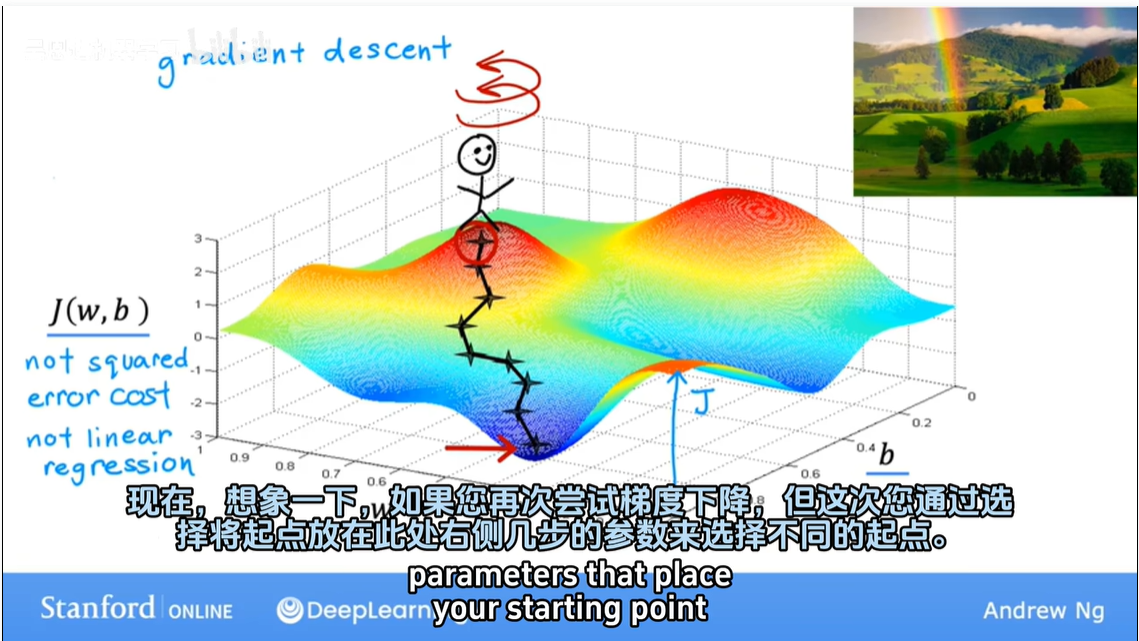 gradient descent
3
2
1
0
-1
-2
-3
J(w, b )
not squared
error cost
not linear
regression
1
0.9
0.8
0.7
0.6
w
J
0
0.2
0.4
0.6
b
现在，想象一下，如果您再次尝试梯度下降，但这次您通过选
择将起点放在此处右侧几步的参数来选择不同的起点。
parameters that place
your starting point
Stanford ONLINE
Andrew Ng